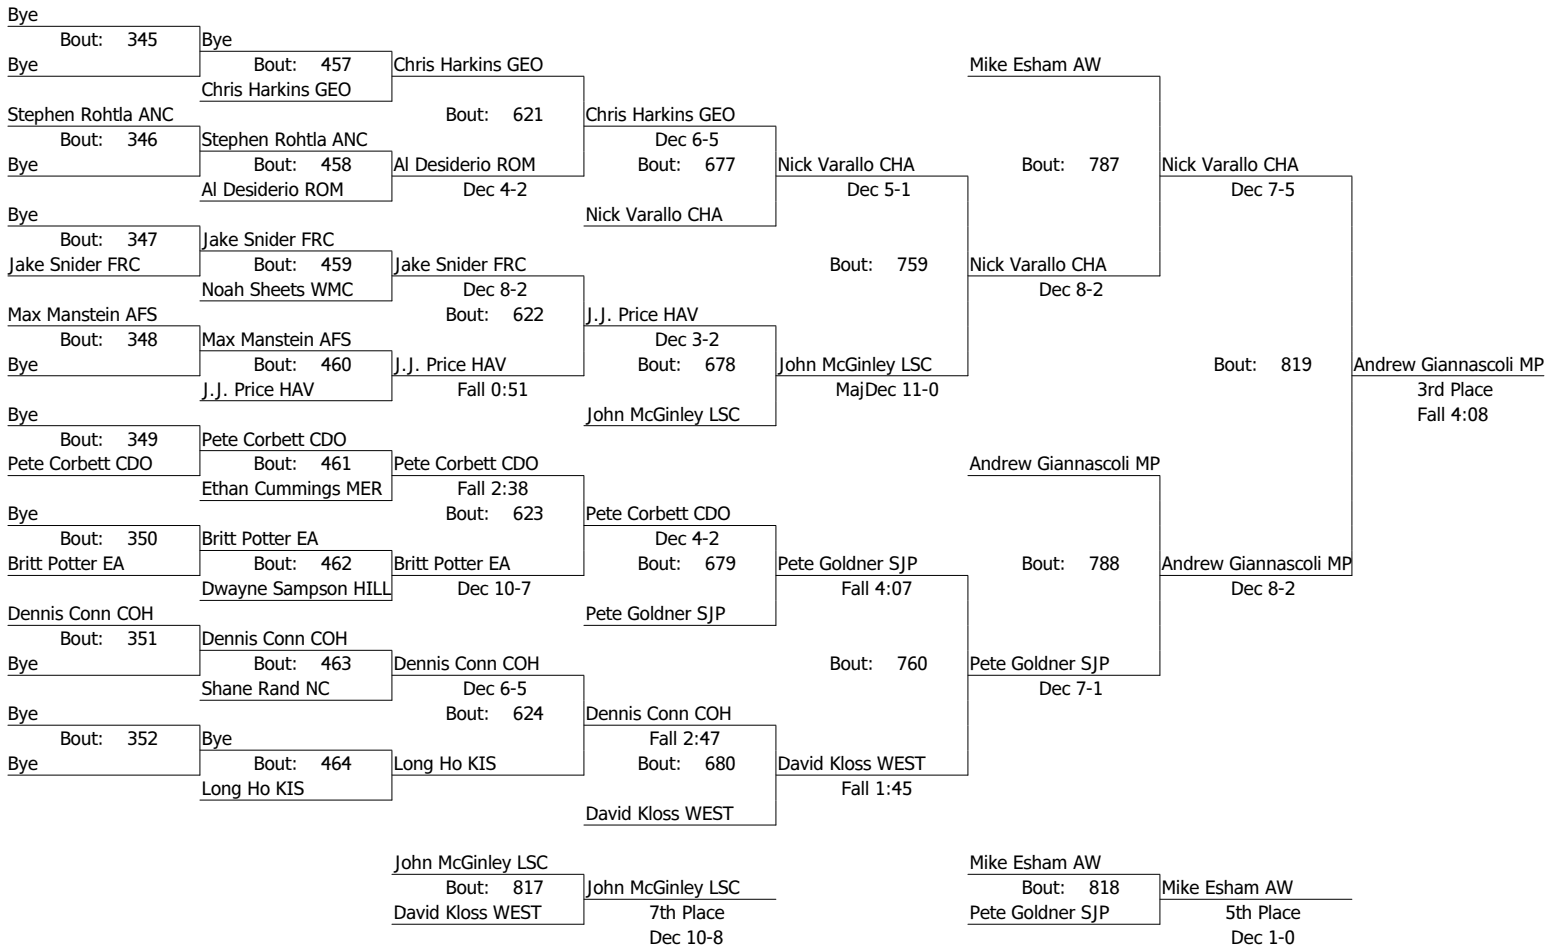 Bye
Bout: 345 Bye
Bye Bout: 457 Chris Harkins GEO Mike Esham AW
Chris Harkins GEO
Stephen Rohtla ANC Bout: 621 Chris Harkins GEO
Bout: 346 Stephen Rohtla ANC Dec 6-5
Bye Bout: 458 Al Desiderio ROM Bout: 677 Nick Varallo CHA Bout: 787 Nick Varallo CHA
Al Desiderio ROM Dec 4-2 Dec 5-1 Dec 7-5
Bye Nick Varallo CHA
Bout: 347 Jake Snider FRC
Jake Snider FRC Bout: 459 Jake Snider FRC Bout: 759 Nick Varallo CHA
Noah Sheets WMC Dec 8-2 Dec 8-2
Max Manstein AFS Bout: 622 J.J. Price HAV
Bout: 348 Max Manstein AFS Dec 3-2
Bye Bout: 460 J.J. Price HAV Bout: 678 John McGinley LSC Bout: 819 Andrew Giannascoli MP
J.J. Price HAV Fall 0:51 MajDec 11-0 3rd Place
Bye John McGinley LSC Fall 4:08
Bout: 349 Pete Corbett CDO
Pete Corbett CDO Bout: 461 Pete Corbett CDO Andrew Giannascoli MP
Ethan Cummings MER Fall 2:38
Bye Bout: 623 Pete Corbett CDO
Bout: 350 Britt Potter EA Dec 4-2
Britt Potter EA Bout: 462 Britt Potter EA Bout: 679 Pete Goldner SJP Bout: 788 Andrew Giannascoli MP
Dwayne Sampson HILL Dec 10-7 Fall 4:07 Dec 8-2
Dennis Conn COH Pete Goldner SJP
Bout: 351 Dennis Conn COH
Bye Bout: 463 Dennis Conn COH Bout: 760 Pete Goldner SJP
Shane Rand NC Dec 6-5 Dec 7-1
Bye Bout: 624 Dennis Conn COH
Bout: 352 Bye Fall 2:47
Bye Bout: 464 Long Ho KIS Bout: 680 David Kloss WEST
Long Ho KIS Fall 1:45
David Kloss WEST
John McGinley LSC Mike Esham AW
Bout: 817 John McGinley LSC Bout: 818 Mike Esham AW
David Kloss WEST 7th Place Pete Goldner SJP 5th Place
Dec 10-8 Dec 1-0